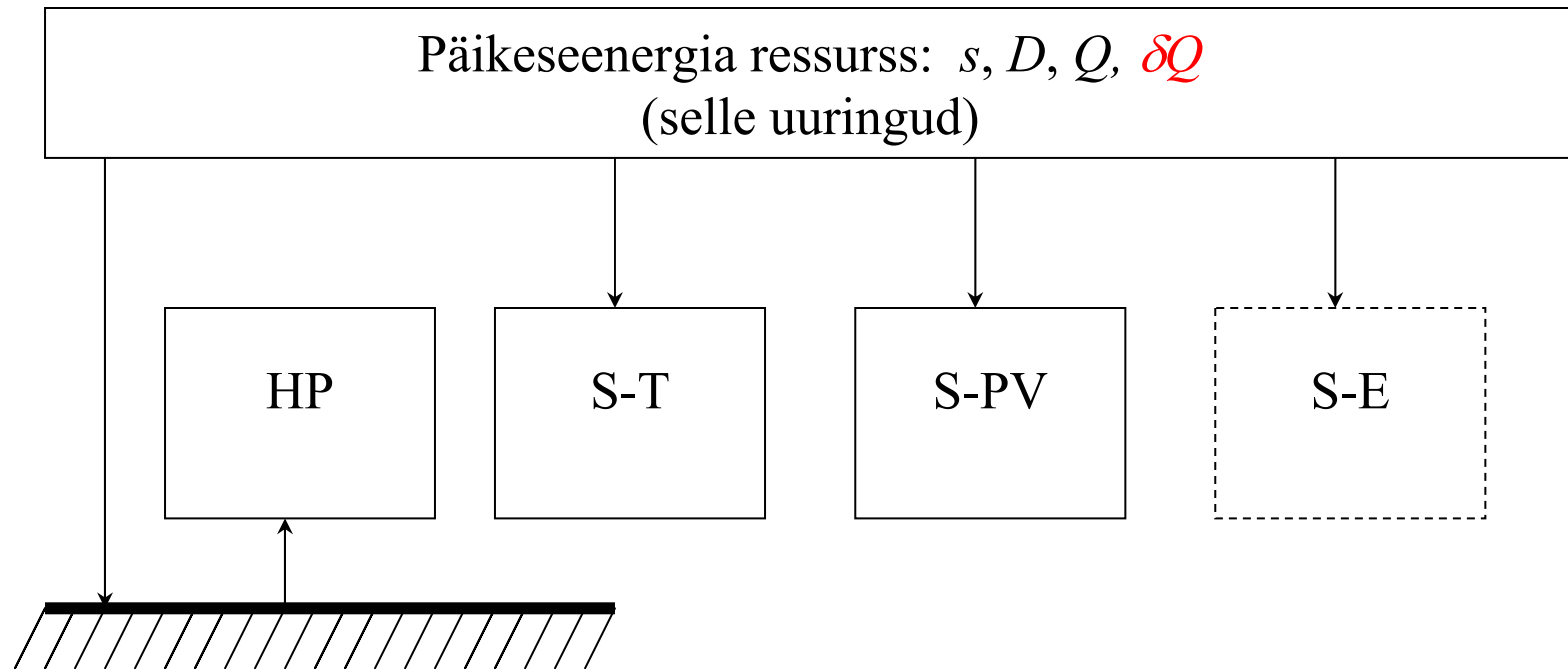 Päikeseenergia ressurss: s, D, Q, δQ
(selle uuringud)
HP
S-T
S-PV
S-E